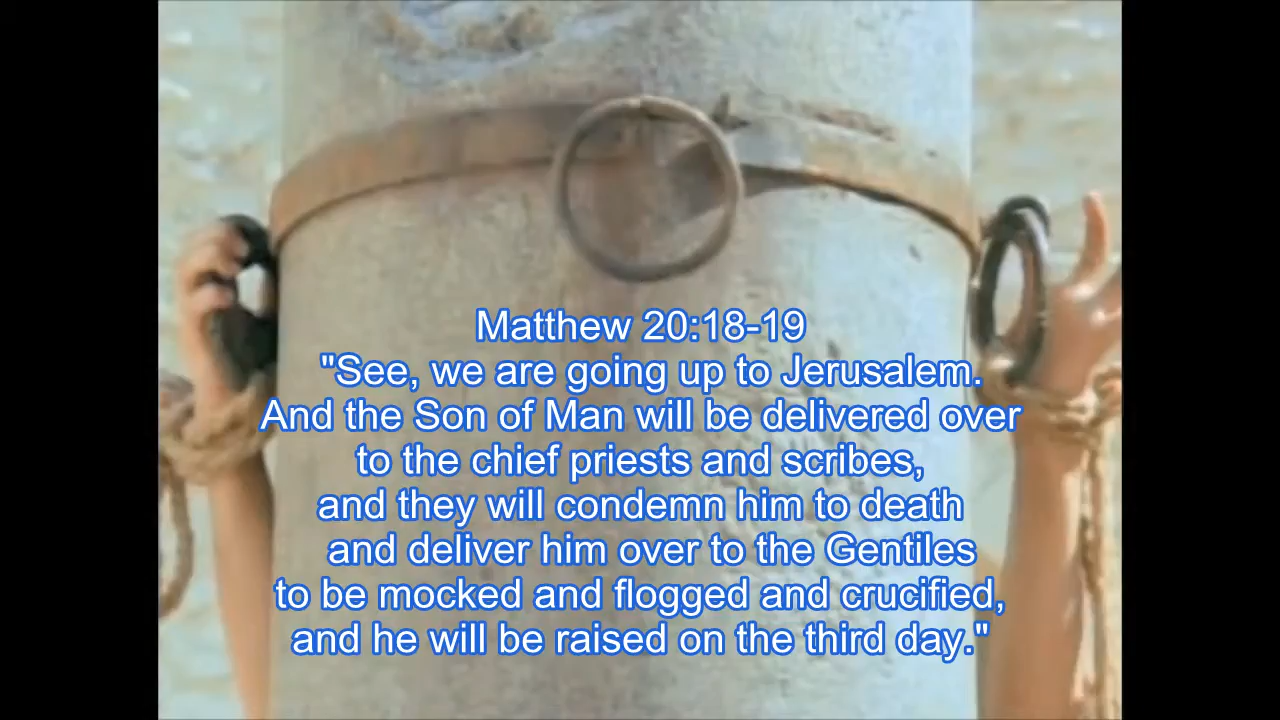 Matthew 20:18-19
"See, we are going up to Jerusalem.
And the Son of Man will be delivered over
to the chief priests and scribes,
and they will condemn him to death
and deliver him over to the Gentiles
to be mocked and flogged and crucified,
and he will be raised on the third day."